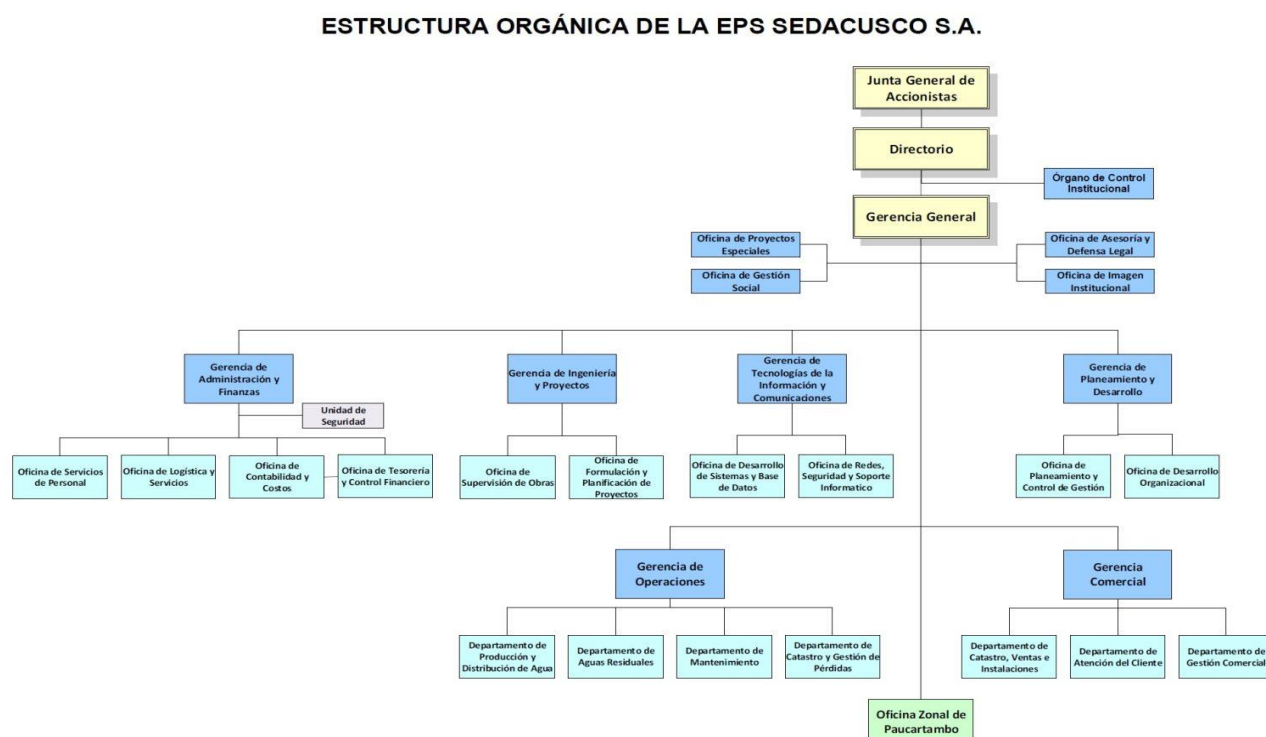 ESTRUCTURA ORGÁNICA DE LA EPS SEDACUSCO S.A.
Junta General de
Accionistas
Directorio
Órgano de Control
Institucional
Gerencia General
Oficina de Proyectos
Especiales
Oficina de Asesoría y
Defensa Legal
Oficina de Gestión
Social
Oficina de Imagen
Institucional
Gerencia de
Administración y
Finanzas
Gerencia de Ingeniería
y Proyectos
Gerencia de
Tecnologías de la
Información y
Comunicaciones
Gerencia de
Planeamiento y
Desarrollo
Unidad de
Seguridad
Oficina de Servicios
de Personal
Oficina de Logística y
Servicios
Oficina de
Contabilidad y
Costos
Oficina de Tesorería
y Control Financiero
Oficina de
Supervisión de Obras
Oficina de
Formulación y
Planificación de
Proyectos
Oficina de Desarrollo
de Sistemas y Base
de Datos
Oficina de Redes,
Seguridad y Soporte
Informatico
Oficina de
Planeamiento y
Control de Gestión
Oficina de Desarrollo
Organizacional
Gerencia de
Operaciones
Gerencia
Comercial
Departamento de
Producción y
Distribución de Agua
Departamento de
Aguas Residuales
Departamento de
Mantenimiento
Departamento de
Catastro y Gestión de
Pérdidas
Departamento de
Catastro, Ventas e
Instalaciones
Departamento de
Atención del Cliente
Departamento de
Gestión Comercial
Oficina Zonal de
Paucartambo